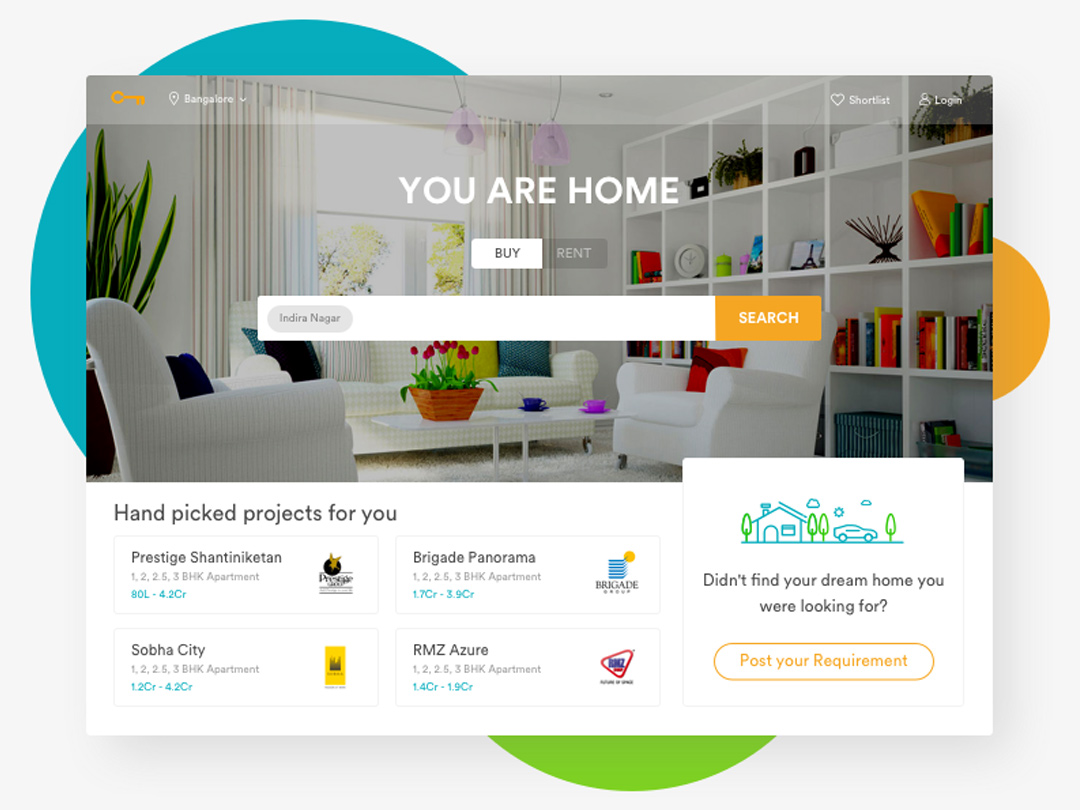 Bangalore
Shortlist
Login
YOU ARE HOME
BUY
RENT
Indira Nagar
SEARCH
Hand picked projects for you
Prestige Shantiniketan
1, 2, 2.5, 3 BHK Apartment
80L - 4.2Cr
Prestige
GROUP
Brigade Panorama
1, 2, 2.5, 3 BHK Apartment
1.7Cr - 3.9Cr
BRIGADE
GROUP
Sobha City
1, 2, 2.5, 3 BHK Apartment
1.2Cr - 4.2Cr
RMZ Azure
1, 2, 2.5, 3 BHK Apartment
1.4Cr - 1.9Cr
RMZ
FUTURE OF SPACE
Didn't find your dream home you
were looking for?
Post your Requirement